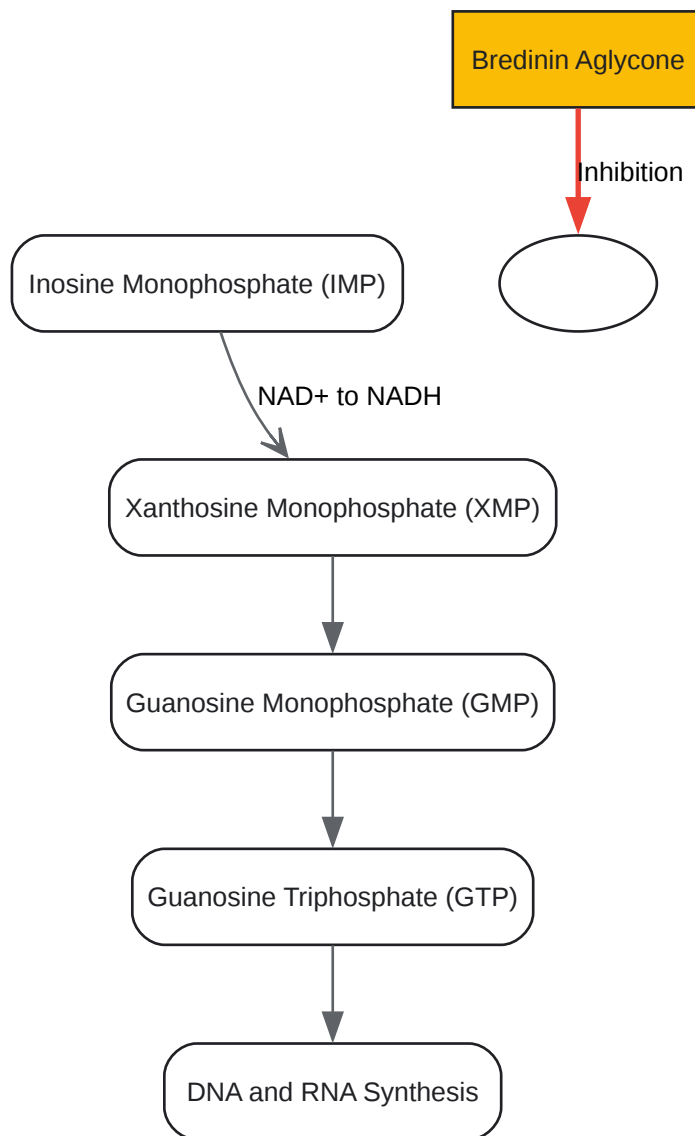 Bredinin Aglycone
Inhibition
Inosine Monophosphate (IMP)
NAD+ to NADH
Xanthosine Monophosphate (XMP)
Guanosine Monophosphate (GMP)
Guanosine Triphosphate (GTP)
DNA and RNA Synthesis